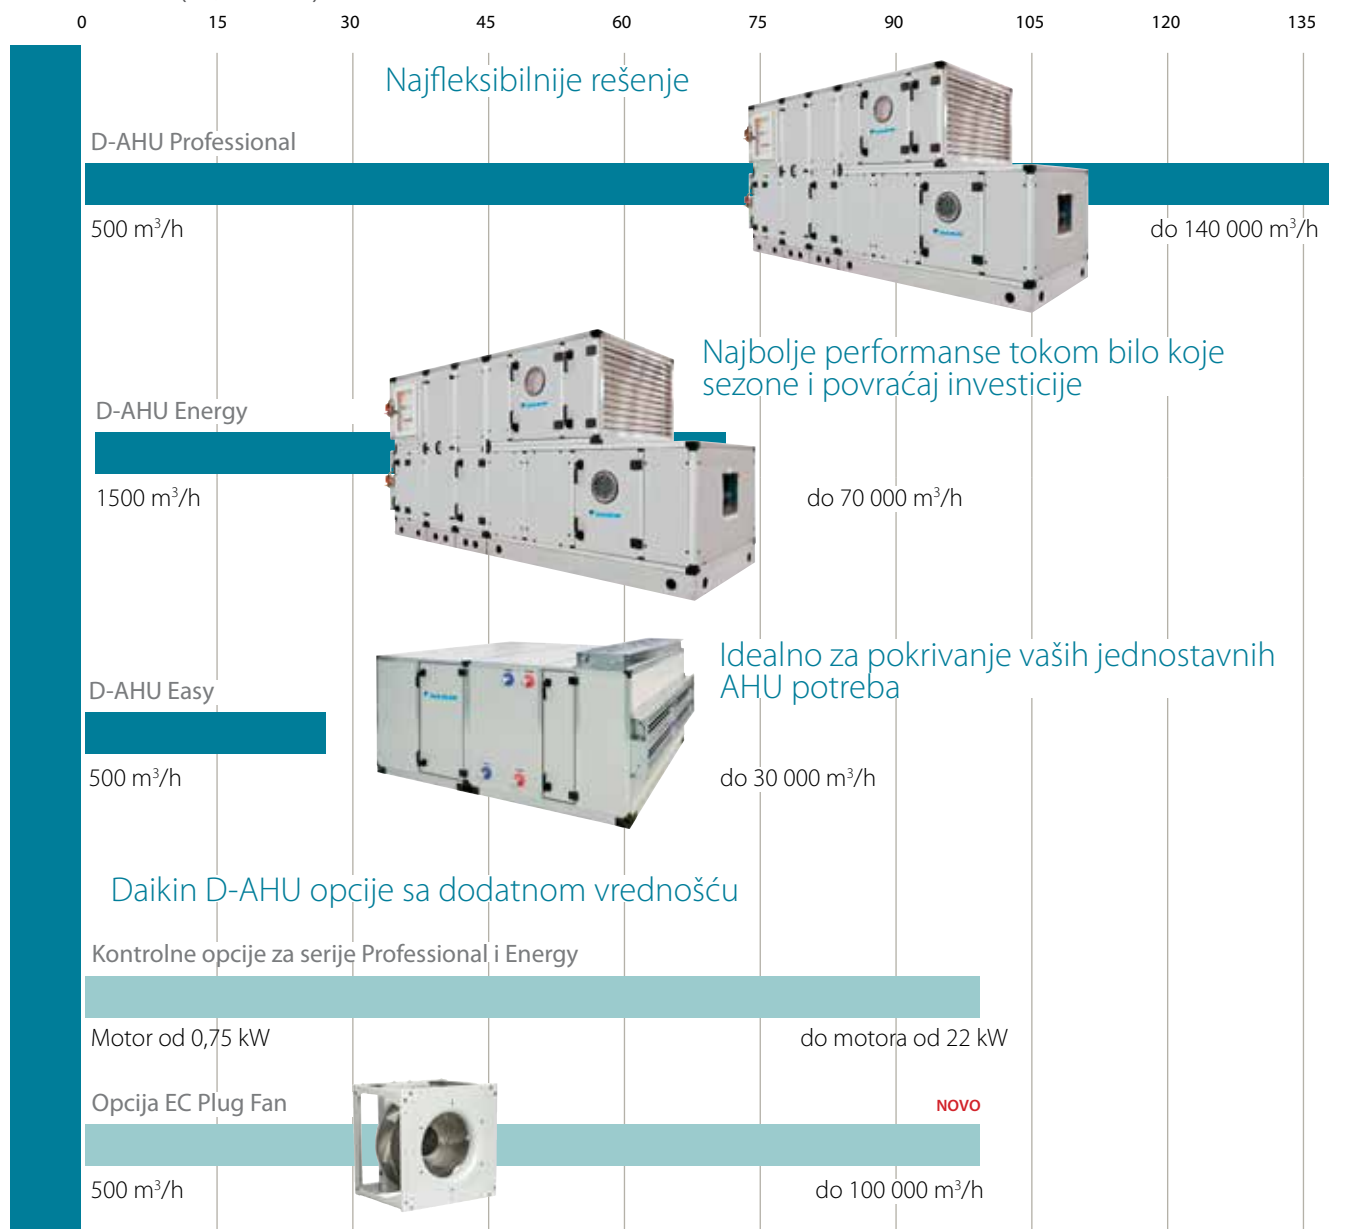 0 15 30 45 60 75 90 105 120 135
Najfleksibilnije rešenje
D-AHU Professional
500 m³/h
do 140 000 m³/h
Najbolje performanse tokom bilo koje
sezone i povraćaj investicije
D-AHU Energy
1500 m³/h
do 70 000 m³/h
Idealno za pokrivanje vaših jednostavnih
AHU potreba
D-AHU Easy
500 m³/h
do 30 000 m³/h
Daikin D-AHU opcije sa dodatnom vrednošću
Kontrolne opcije za serije Professional i Energy
Motor od 0,75 kW
do motora od 22 kW
Opcija EC Plug Fan
NOVO
500 m³/h
do 100 000 m³/h